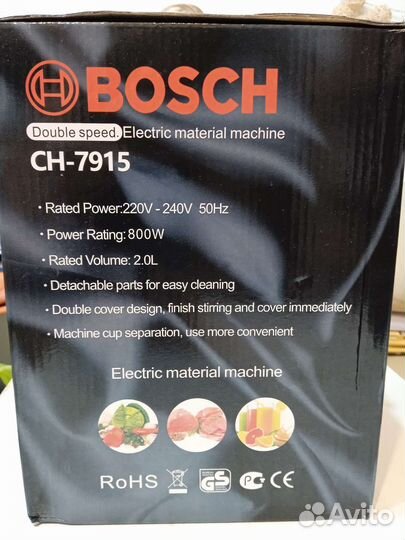 BOSCH
Double speed. Electric material machine
CH-7915
· Rated Power:220V - 240V 50Hz
· Power Rating: 800W
· Rated Volume: 2.0L
· Detachable parts for easy cleaning
· Double cover design, finish stirring and cover immediately
· Machine cup separation, use more convenient
Electric material machine
RoHS GS PC CE
Avito